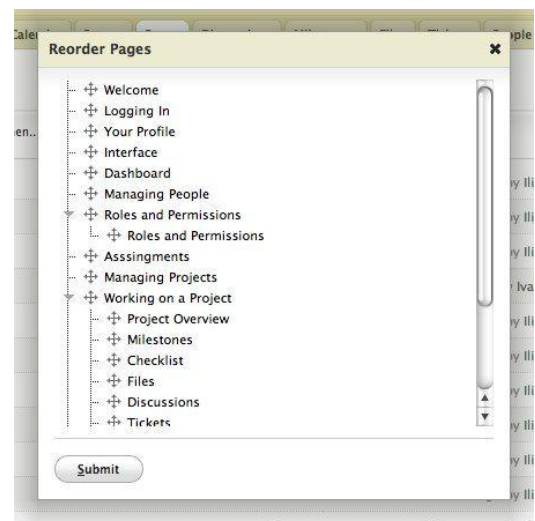 Reorder Pages
Welcome
Logging In
Your Profile
Interface
Dashboard
Managing People
Roles and Permissions
Roles and Permissions
Asssingments
Managing Projects
Working on a Project
Project Overview
Milestones
Checklist
Files
Discussions
Tickets
Submit